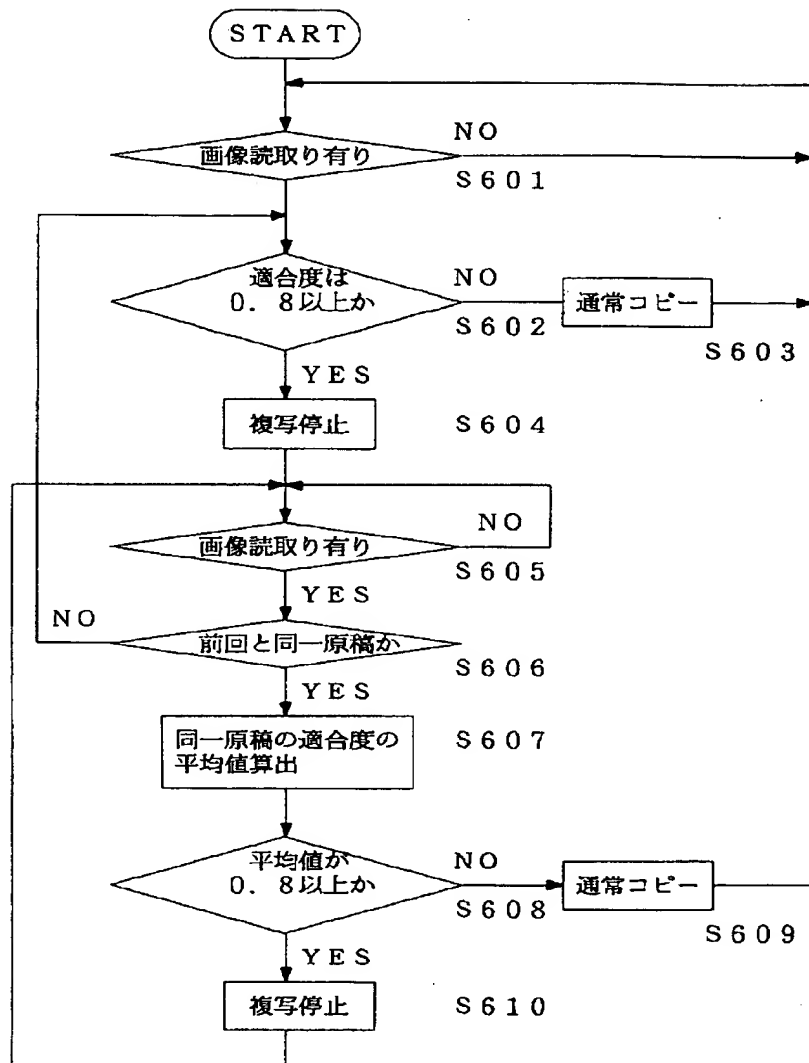 START
NO
画像読取り有り
S601
適合度は
0.8以上か
NO
通常コピー
S602
S603
YES
複写停止
S604
NO
画像読取り有り
S605
YES
NO
前回と同一原稿か
S606
YES
同一原稿の適合度の
平均値算出
S607
平均値が
0.8以上か
NO
通常コピー
S608
S609
YES
複写停止
S610